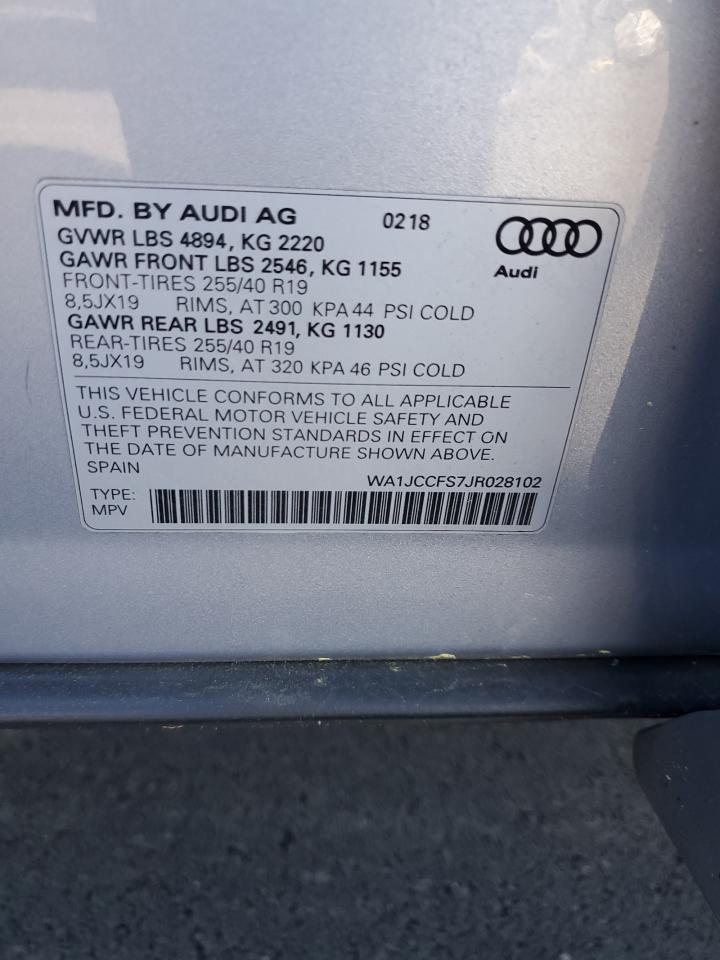 MFD. BY AUDI AG 0218
GVWR LBS 4894, KG 2220
GAWR FRONT LBS 2546, KG 1155
FRONT-TIRES 255/40 R19
8,5JX19 RIMS, AT 300 KPA 44 PSI COLD
GAWR REAR LBS 2491, KG 1130
REAR-TIRES 255/40 R19
8,5JX19 RIMS, AT 320 KPA 46 PSI COLD
Audi
THIS VEHICLE CONFORMS TO ALL APPLICABLE
U.S. FEDERAL MOTOR VEHICLE SAFETY AND
THEFT PREVENTION STANDARDS IN EFFECT ON
THE DATE OF MANUFACTURE SHOWN ABOVE.
SPAIN WA1JCCFS7JR028102
TYPE:
MPV